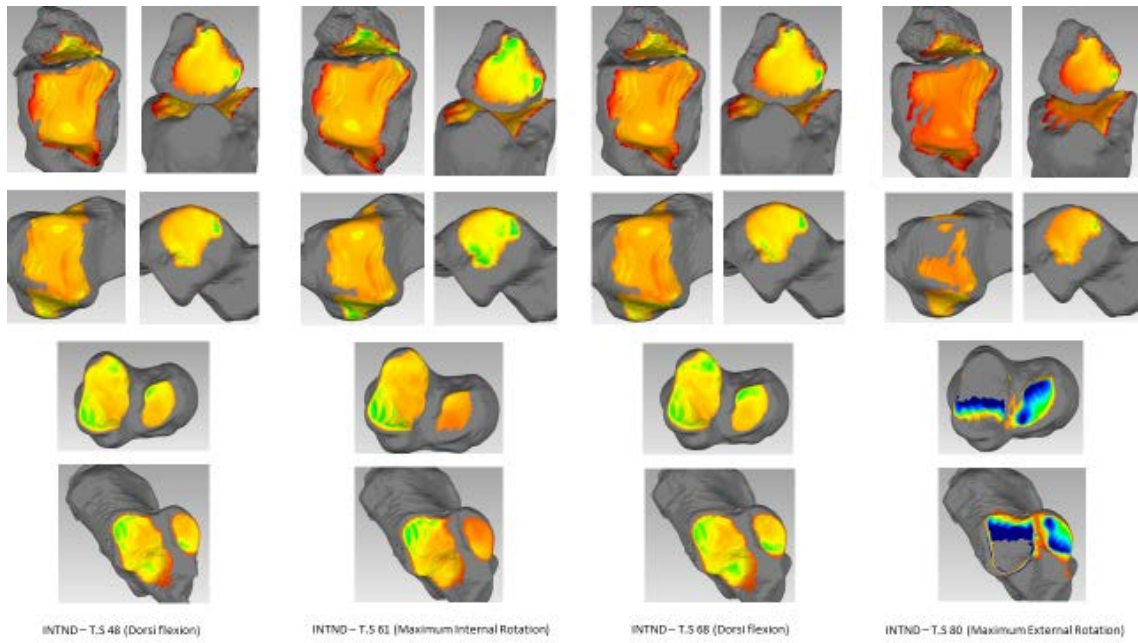 INTND – T.S 48 (Dorsi flexion)
INTND – T.S 61 (Maximum Internal Rotation)
INTND – T.S 68 (Dorsi flexion)
INTND – T.S 80 (Maximum External Rotation)